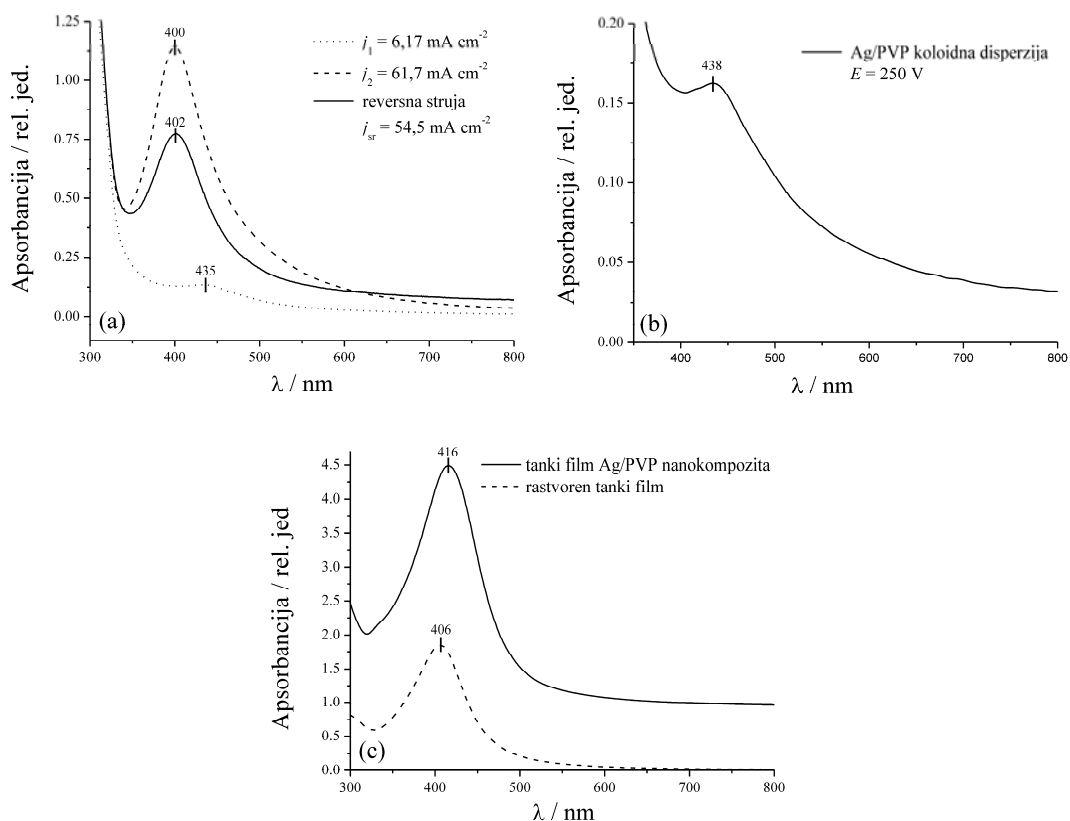 1.25
1.00
0.75
0.50
0.25
0.00
Apsorbancija / rel. jed.
300 400 500 600 700 800
λ / nm
(a)
400
402
435
j1 = 6,17 mA cm-2
j2 = 61,7 mA cm-2
reversna struja
jsr = 54,5 mA cm-2
0.20
0.15
0.10
0.05
0.00
Apsorbancija / rel. jed.
400 500 600 700 800
λ / nm
(b)
438
Ag/PVP koloidna disperzija
E = 250 V
4.5
4.0
3.5
3.0
2.5
2.0
1.5
1.0
0.5
0.0
Apsorbancija / rel. jed
300 400 500 600 700 800
λ / nm
(c)
416
406
tanki film Ag/PVP nanokompozita
rastvoren tanki film